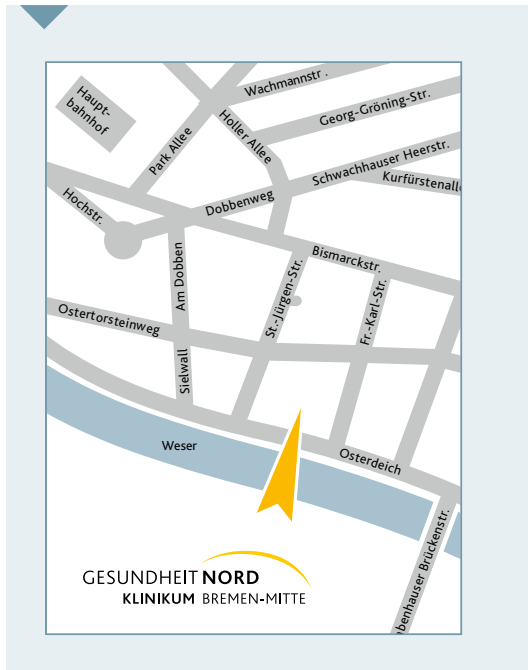 Haupt-
bahnhof
Wachmannstr.
Georg-Gröning-Str.
Holler Allee
Park Allee
Schwachhauser Heerstr.
Kurfürstenall
Dobbenweg
Hochstr.
Bismarckstr.
Am Dobben
St.-Jürgen-Str.
Fr.-Karl-Str.
Ostertorsteinweg
Sielwall
Weser
Osterdeich
benhauser Brückenstr.
GESUNDHEIT NORD
KLINIKUM BREMEN-MITTE